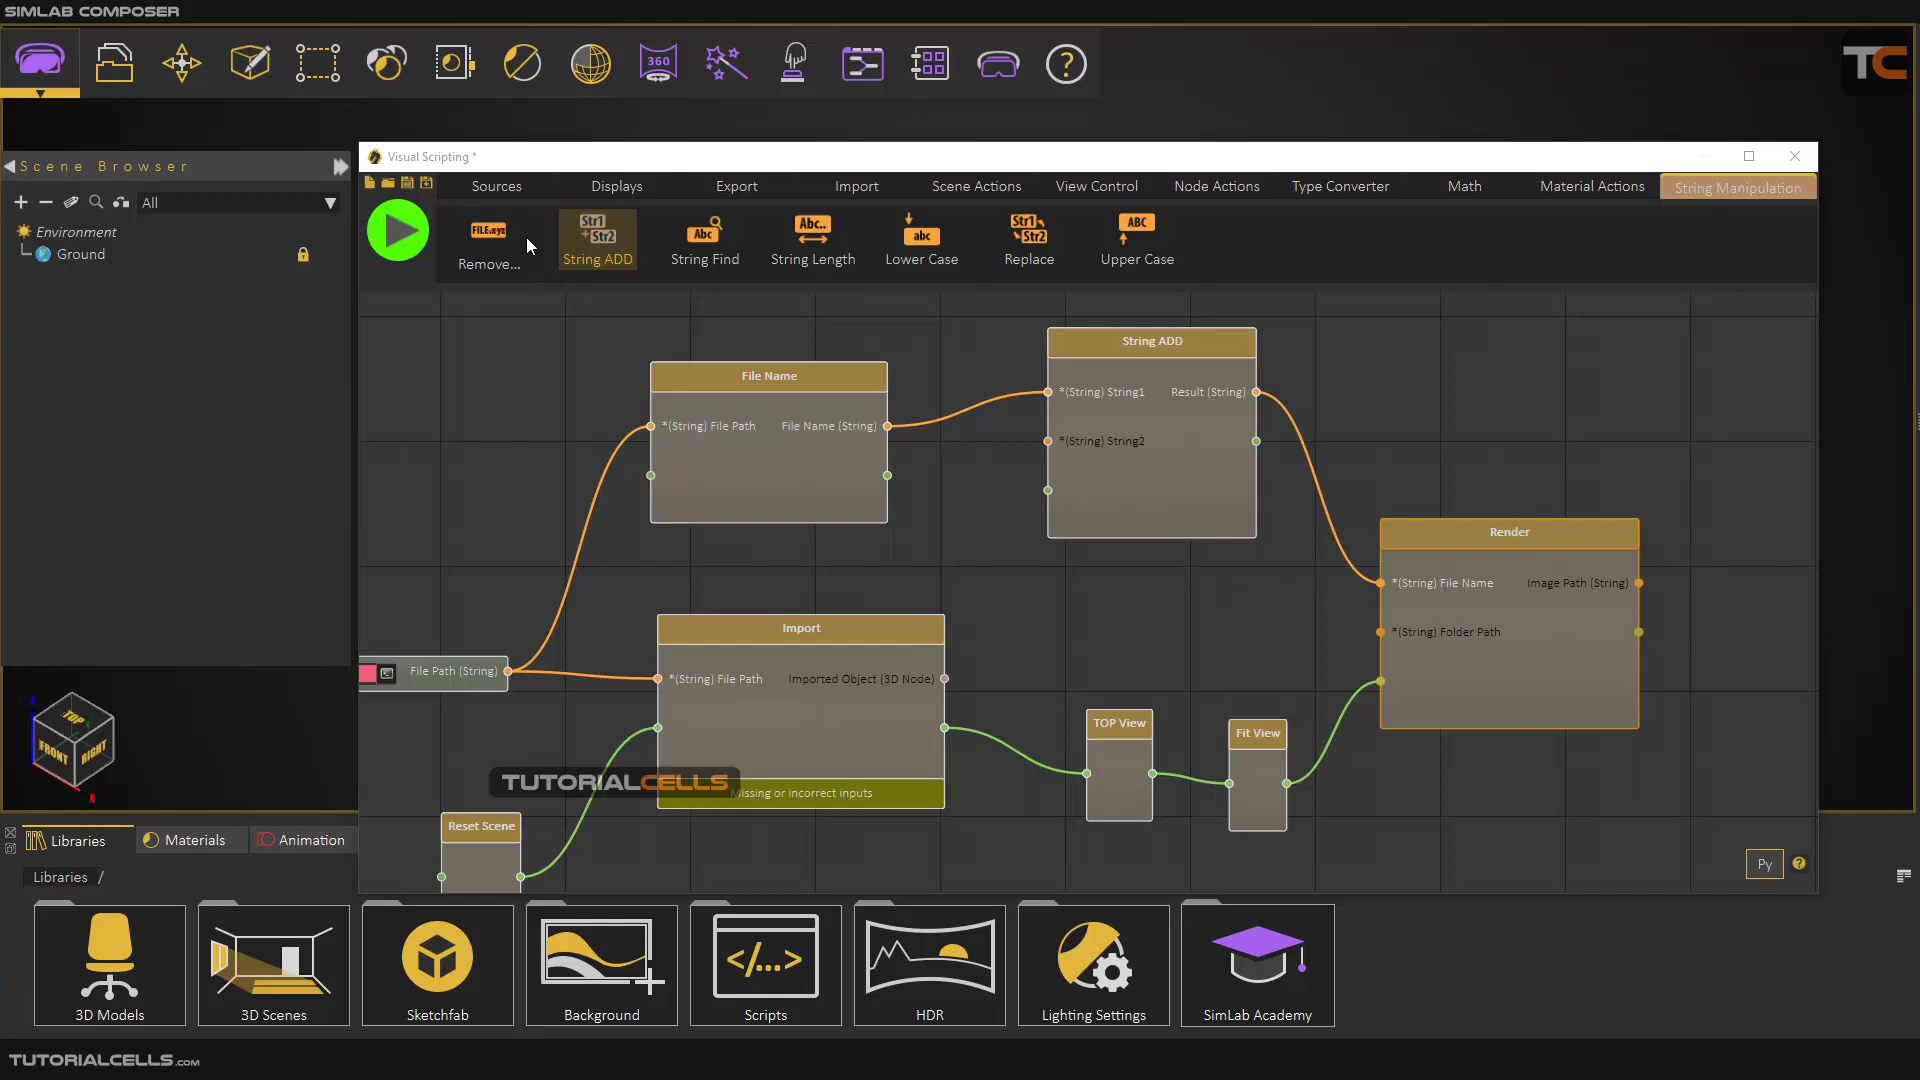 SIMLAB COMPOSER
360
TC
Scene Browser
All
Environment
Ground
Visual Scripting *
Sources
Displays
Export
Import
Scene Actions
View Control
Node Actions
Type Converter
Math
Material Actions
String Manipulation
FILE.xyz
Remove...
Str1
+Str2
String ADD
Abc
String Find
Abc..
String Length
abc
Lower Case
Str1
Str2
Replace
ABC
Upper Case
File Name
*(String) File Path
File Name (String)
String ADD
*(String) String1
Result (String)
*(String) String2
Render
*(String) File Name
Image Path (String)
*(String) Folder Path
File Path (String)
Import
*(String) File Path
Imported Object (3D Node)
Missing or incorrect inputs
TUTORIALCELLS
TOP View
Fit View
Reset Scene
Py
TOP
FRONT
RIGHT
Libraries
Materials
Animation
Libraries /
3D Models
3D Scenes
Sketchfab
Background
</...>
Scripts
HDR
Lighting Settings
SimLab Academy
TUTORIALCELLS.com